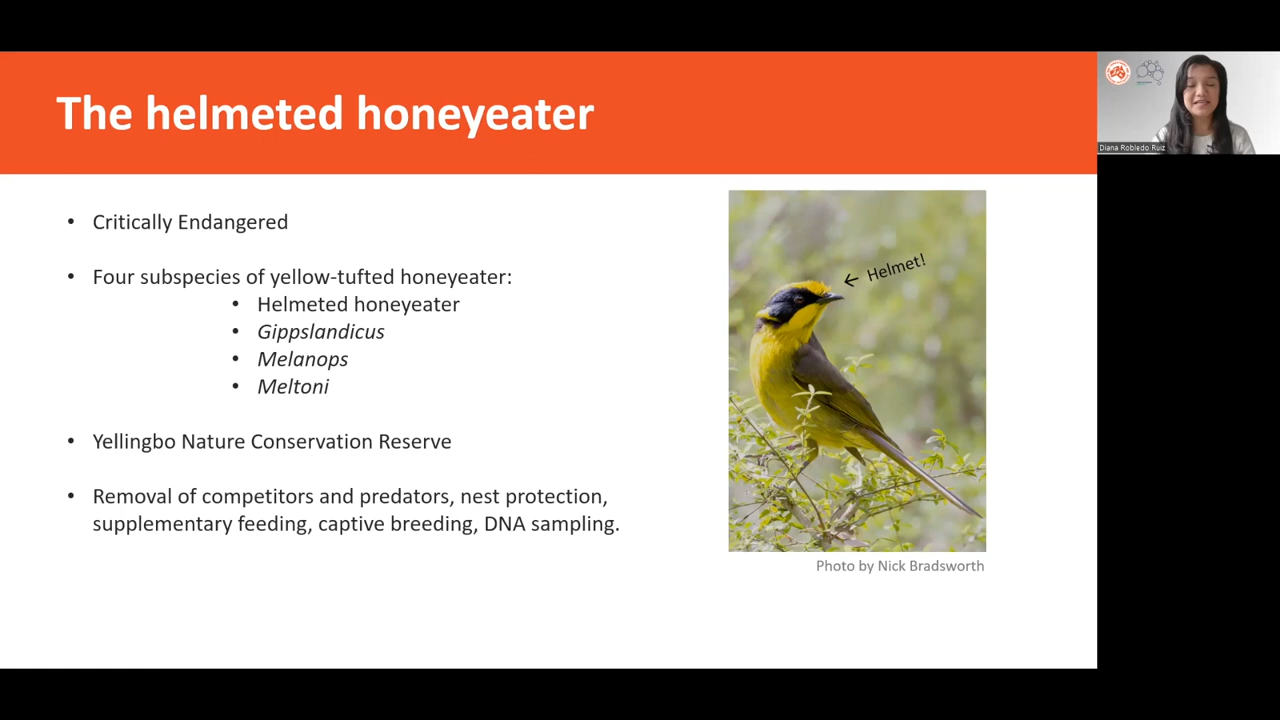 The helmeted honeyeater
Diana Robledo Ruiz
• Critically Endangered
• Four subspecies of yellow-tufted honeyeater:
• Helmeted honeyeater
• Gippslandicus
• Melanops
• Meltoni
• Yellingbo Nature Conservation Reserve
• Removal of competitors and predators, nest protection,
supplementary feeding, captive breeding, DNA sampling.
← Helmet!
Photo by Nick Bradsworth